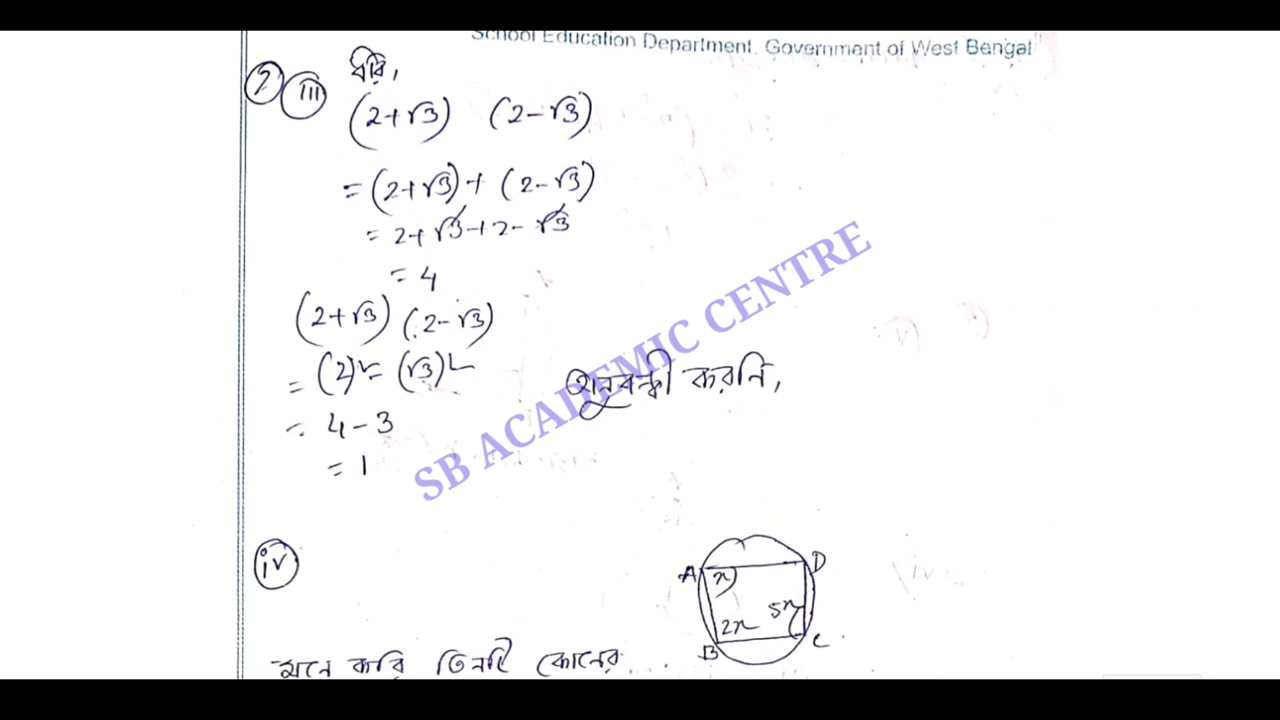 School Education Department, Government of West Bengal
2 iii ধরি,
(2+√3) (2-√3)
= (2+√3) + (2-√3)
= 2+√3+2-√3
= 4
(2+√3) (2-√3)
= (2)² = (√3)²
= 4-3
= 1
করনি,
SB ACADEMIC CENTRE
iv
A D
x
5x
2x
B C
মনে করি তিনটি কোনের